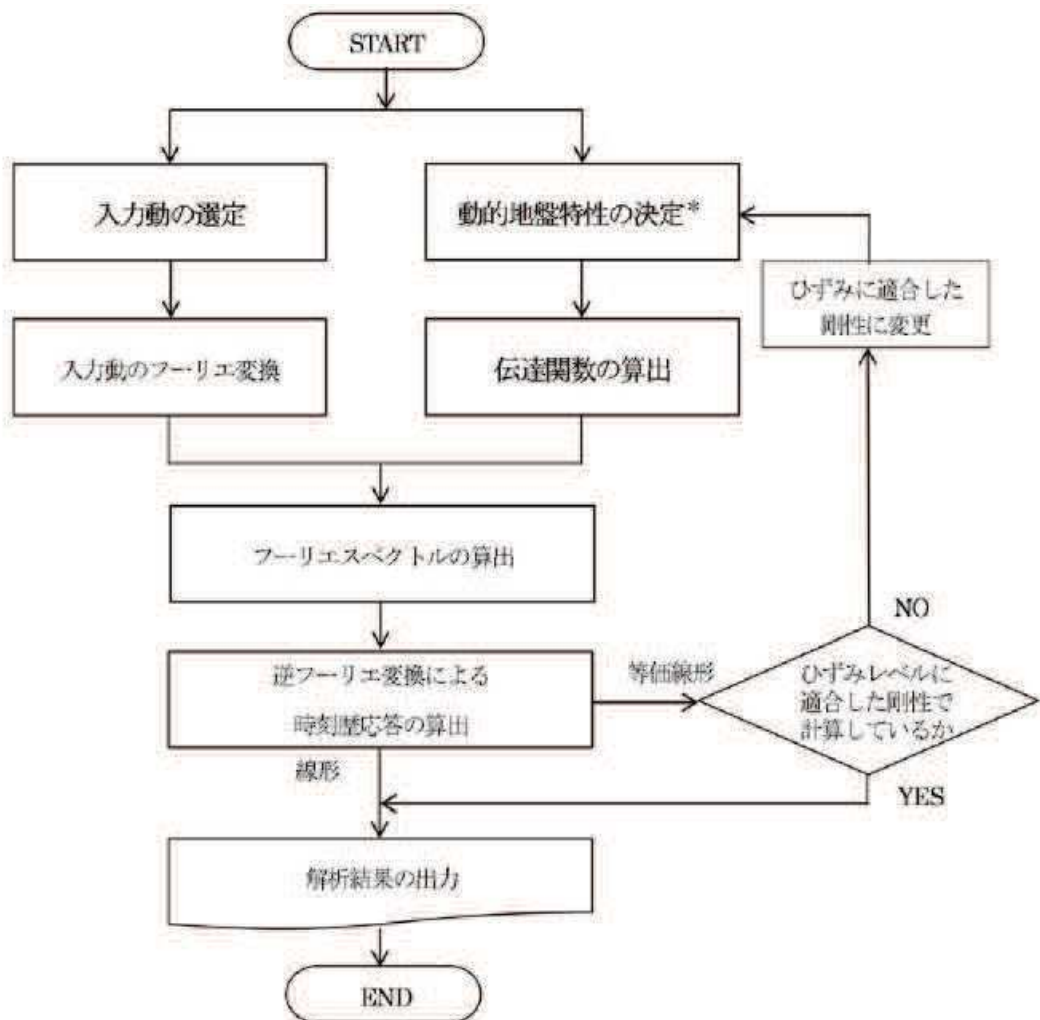 START
入力動の選定
動的地盤特性の決定*
ひずみに適合した
剛性に変更
入力動のフーリエ変換
伝達関数の算出
フーリエスペクトルの算出
NO
逆フーリエ変換による
時刻歴応答の算出
等価線形
ひずみレベルに
適合した剛性で
計算しているか
線形
YES
解析結果の出力
END